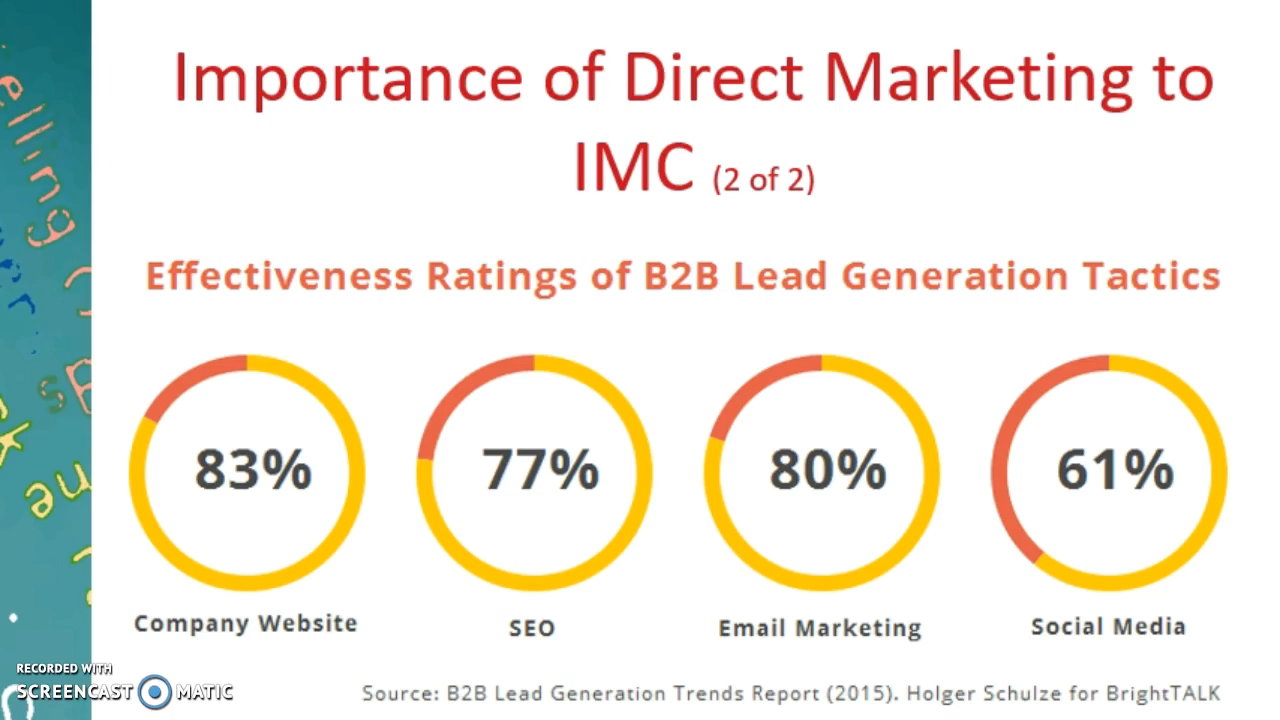 Importance of Direct Marketing to
IMC (2 of 2)
Effectiveness Ratings of B2B Lead Generation Tactics
83%
77%
80%
61%
Company Website
SEO
Email Marketing
Social Media
RECORDED WITH
SCREENCAST MATIC
Source: B2B Lead Generation Trends Report (2015). Holger Schulze for BrightTALK